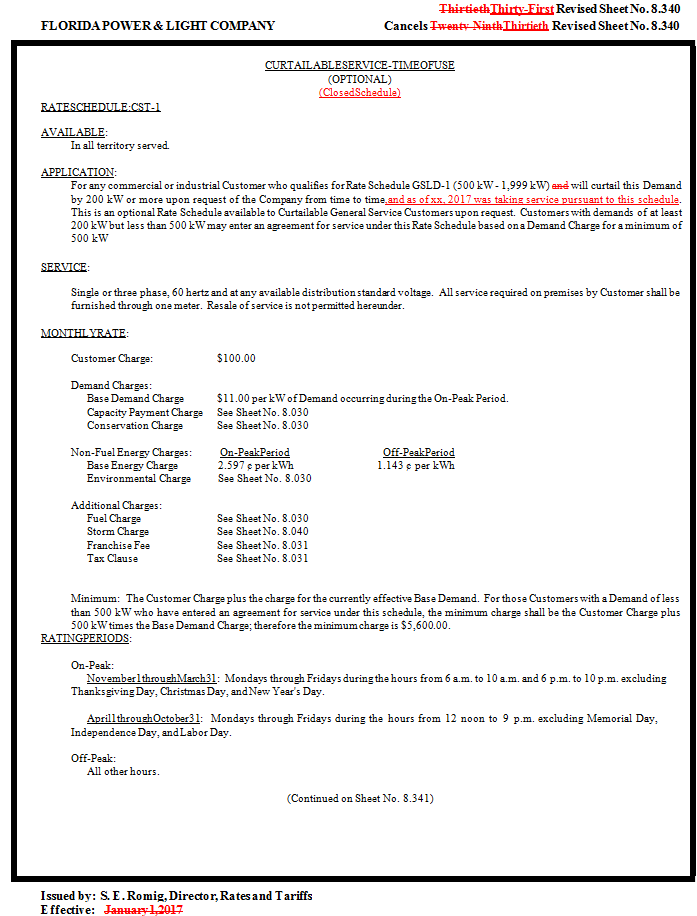 ThirtiethThirty-First Revised Sheet No. 8.340
FLORIDA POWER & LIGHT COMPANY Cancels Twenty-NinthThirtieth Revised Sheet No. 8.340
CURTAILABLESERVICE-TIMEOFUSE
(OPTIONAL)
(ClosedSchedule)
RATESCHEDULE:CST-1
AVAILABLE:
In all territory served.
APPLICATION:
For any commercial or industrial Customer who qualifies for Rate Schedule GSLD-1 (500 kW - 1,999 kW) and will curtail this Demand
by 200 kW or more upon request of the Company from time to time,and as of xx, 2017 was taking service pursuant to this schedule.
This is an optional Rate Schedule available to Curtailable General Service Customers upon request. Customers with demands of at least
200 kW but less than 500 kW may enter an agreement for service under this Rate Schedule based on a Demand Charge for a minimum of
500 kW
SERVICE:
Single or three phase, 60 hertz and at any available distribution standard voltage. All service required on premises by Customer shall be
furnished through one meter. Resale of service is not permitted hereunder.
MONTHLYRATE:
Customer Charge: $100.00
Demand Charges:
Base Demand Charge $11.00 per kW of Demand occurring during the On-Peak Period.
Capacity Payment Charge See Sheet No. 8.030
Conservation Charge See Sheet No. 8.030
Non-Fuel Energy Charges: On-PeakPeriod Off-PeakPeriod
Base Energy Charge 2.597 ¢ per kWh 1.143 ¢ per kWh
Environmental Charge See Sheet No. 8.030
Additional Charges:
Fuel Charge See Sheet No. 8.030
Storm Charge See Sheet No. 8.040
Franchise Fee See Sheet No. 8.031
Tax Clause See Sheet No. 8.031
Minimum: The Customer Charge plus the charge for the currently effective Base Demand. For those Customers with a Demand of less
than 500 kW who have entered an agreement for service under this schedule, the minimum charge shall be the Customer Charge plus
500 kW times the Base Demand Charge; therefore the minimum charge is $5,600.00.
RATINGPERIODS:
On-Peak:
November1throughMarch31: Mondays through Fridays during the hours from 6 a.m. to 10 a.m. and 6 p.m. to 10 p.m. excluding
Thanksgiving Day, Christmas Day, and New Year's Day.
April1throughOctober31: Mondays through Fridays during the hours from 12 noon to 9 p.m. excluding Memorial Day,
Independence Day, and Labor Day.
Off-Peak:
All other hours.
(Continued on Sheet No. 8.341)
Issued by: S. E. Romig, Director, Rates and Tariffs
Effective: January1,2017